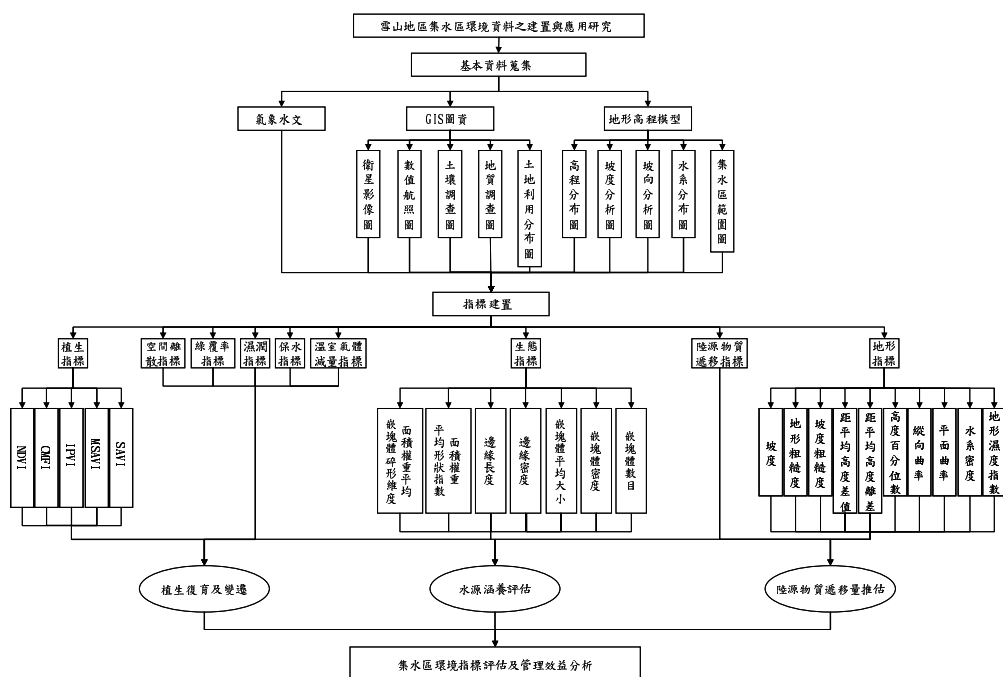 雪山地區集水區環境資料之建置與應用研究
基本資料蒐集
氣象水文
GIS圖資
地形高程模型
衛星影像圖
數值航照圖
土壤調查圖
地質調查圖
土地利用分布圖
高程分布圖
坡度分析圖
坡向分析圖
水系分布圖
集水區範圍圖
指標建置
植生
指標
空間離
散指標
綠覆率
指標
濕潤
指標
保水
指標
溫室氣體
減量指標
生態
指標
陸源物質
遞移指標
地形
指標
NDVI
CMFI
IPVI
MSAVI
SAVI
面積權重平均
嵌塊體碎形維度
面積權重
平均形狀指數
邊緣長度
邊緣密度
嵌塊體平均大小
嵌塊體密度
嵌塊體數目
坡度
地形粗糙度
坡度粗糙度
距平均高度差值
距平均高度離差
高度百分位數
縱向曲率
平面曲率
水系密度
地形濕度指數
植生復育及變遷
水源涵養評估
陸源物質遞移量推估
集水區環境指標評估及管理效益分析